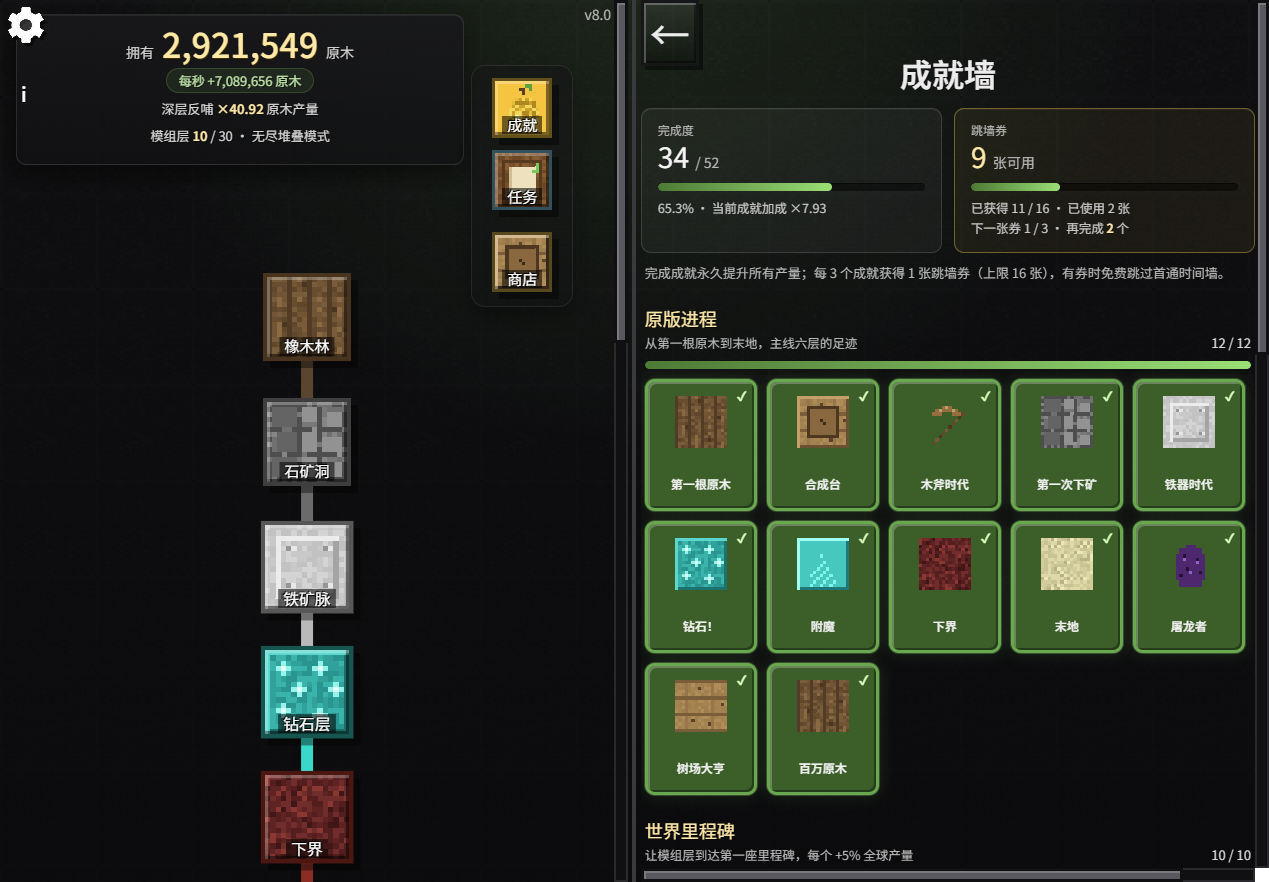 v8.0
拥有 2,921,549 原木
每秒 +7,089,656 原木
i
深层反哺 ×40.92 原木产量
模组层 10 / 30 · 无尽堆叠模式
成就
任务
商店
橡木林
石矿洞
铁矿脉
钻石层
下界
←
成就墙
完成度
34 / 52
65.3% · 当前成就加成 ×7.93
跳墙券
9 张可用
已获得 11 / 16 · 已使用 2 张
下一张券 1 / 3 · 再完成 2 个
完成成就永久提升所有产量；每 3 个成就获得 1 张跳墙券（上限 16 张），有券时免费跳过首通时间墙。
原版进程
从第一根原木到末地，主线六层的足迹
12 / 12
第一根原木
合成台
木斧时代
第一次下矿
铁器时代
钻石！
附魔
下界
末地
屠龙者
树场大亨
百万原木
世界里程碑
让模组层到达第一座里程碑，每个 +5% 全球产量
10 / 10